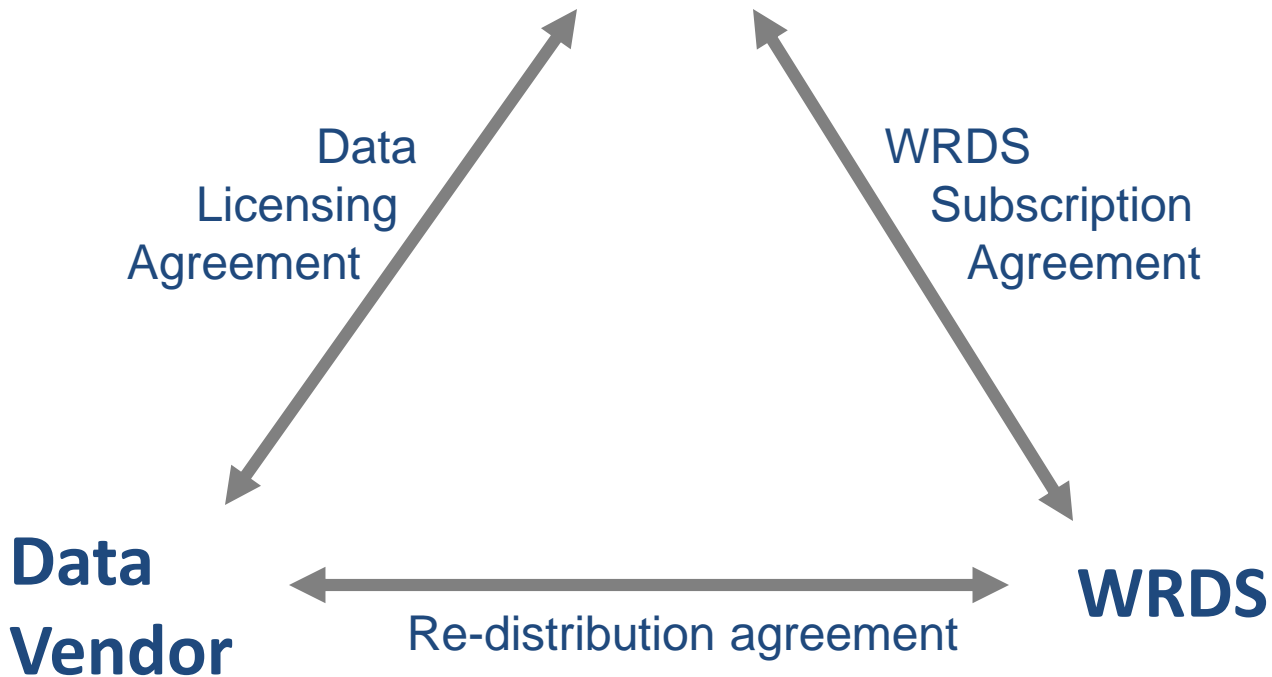 Data
Licensing
Agreement
WRDS
Subscription
Agreement
Data
Vendor
WRDS
Re-distribution agreement